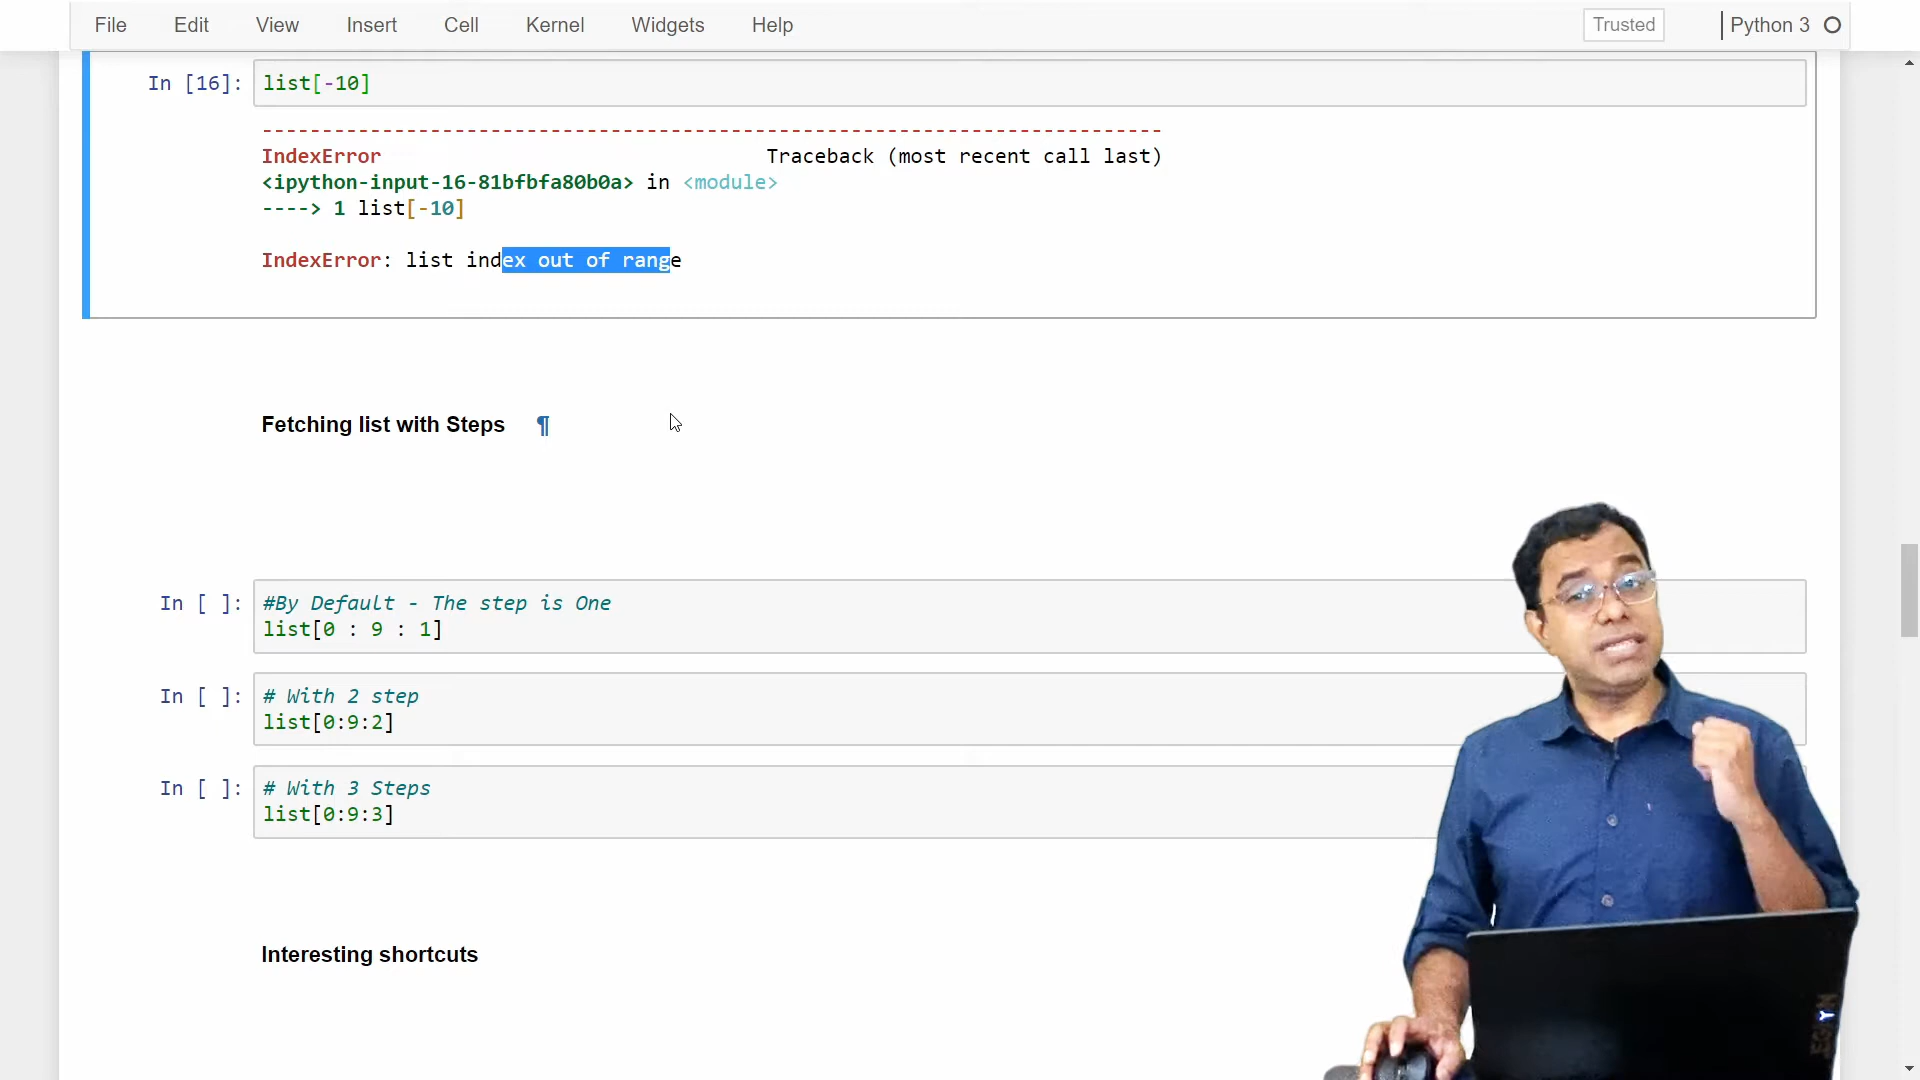 File Edit View Insert Cell Kernel Widgets Help Trusted Python 3
In [16]: list[-10]
---------------------------------------------------------------------------
IndexError Traceback (most recent call last)
<ipython-input-16-81bfbfa80b0a> in <module>
----> 1 list[-10]
IndexError: list index out of range
Fetching list with Steps ¶
In [ ]: #By Default - The step is One
list[0 : 9 : 1]
In [ ]: # With 2 step
list[0:9:2]
In [ ]: # With 3 Steps
list[0:9:3]
Interesting shortcuts